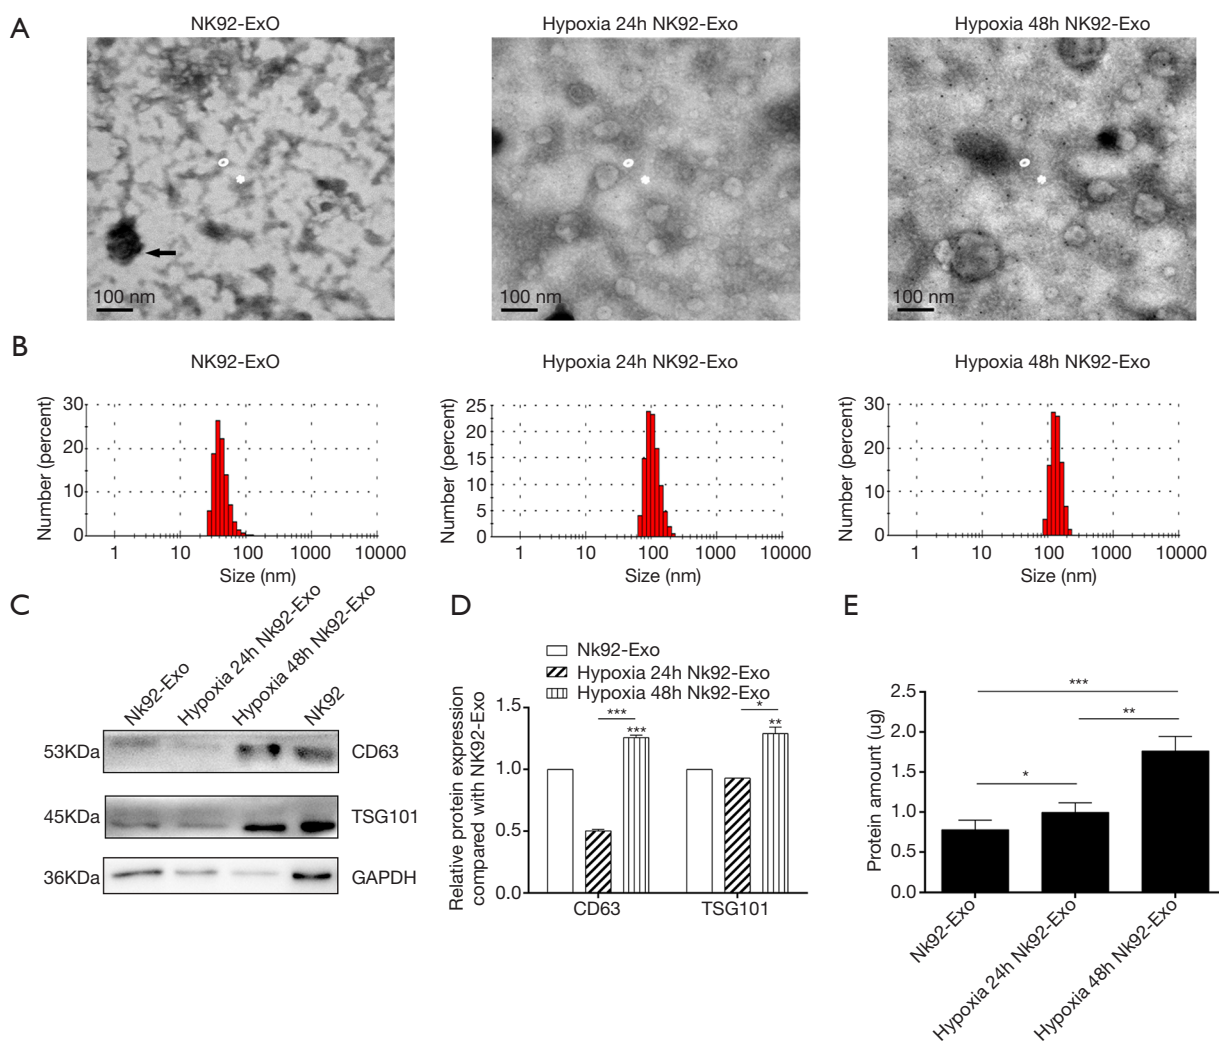 A
NK92-ExO
Hypoxia 24h NK92-Exo
Hypoxia 48h NK92-Exo
100 nm
100 nm
100 nm
B
NK92-ExO
Hypoxia 24h NK92-Exo
Hypoxia 48h NK92-Exo
Number (percent)
30
20
10
0
1 10 100 1000 10000
Size (nm)
Number (percent)
25
20
15
10
5
0
1 10 100 1000 10000
Size (nm)
Number (percent)
30
20
10
0
1 10 100 1000 10000
Size (nm)
C
Nk92-Exo
Hypoxia 24h Nk92-Exo
Hypoxia 48h Nk92-Exo
NK92
53KDa
CD63
45KDa
TSG101
36KDa
GAPDH
D
Nk92-Exo
Hypoxia 24h Nk92-Exo
Hypoxia 48h Nk92-Exo
Relative protein expression
compared with NK92-Exo
1.5
1.0
0.5
0.0
***
***
*
**
CD63
TSG101
E
Protein amount (ug)
2.5
2.0
1.5
1.0
0.5
0.0
***
**
*
Nk92-Exo
Hypoxia 24h Nk92-Exo
Hypoxia 48h Nk92-Exo